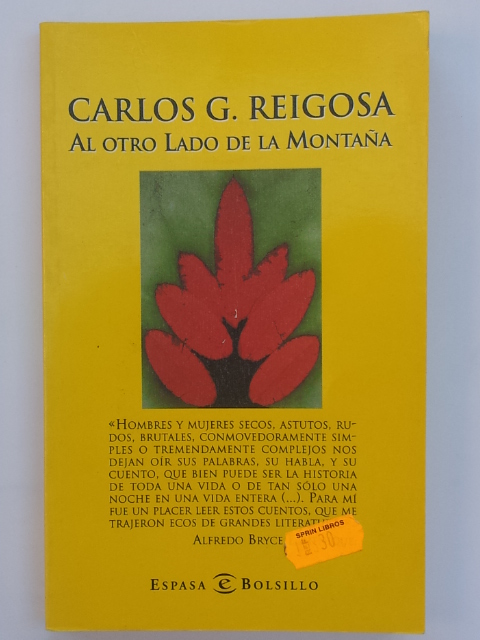 CARLOS G. REIGOSA
AL OTRO LADO DE LA MONTAÑA
«HOMBRES Y MUJERES SECOS, ASTUTOS, RU-
DOS, BRUTALES, CONMOVEDORAMENTE SIM-
PLES O TREMENDAMENTE COMPLEJOS NOS
DEJAN OÍR SUS PALABRAS, SU HABLA, Y SU
CUENTO, QUE BIEN PUEDE SER LA HISTORIA
DE TODA UNA VIDA O DE TAN SÓLO UNA
NOCHE EN UNA VIDA ENTERA (...). PARA MÍ
FUE UN PLACER LEER ESTOS CUENTOS, QUE ME
TRAJERON ECOS DE GRANDES
ALFREDO BRYCE
SPRIN LIBROS
ESPASA e BOLSILLO